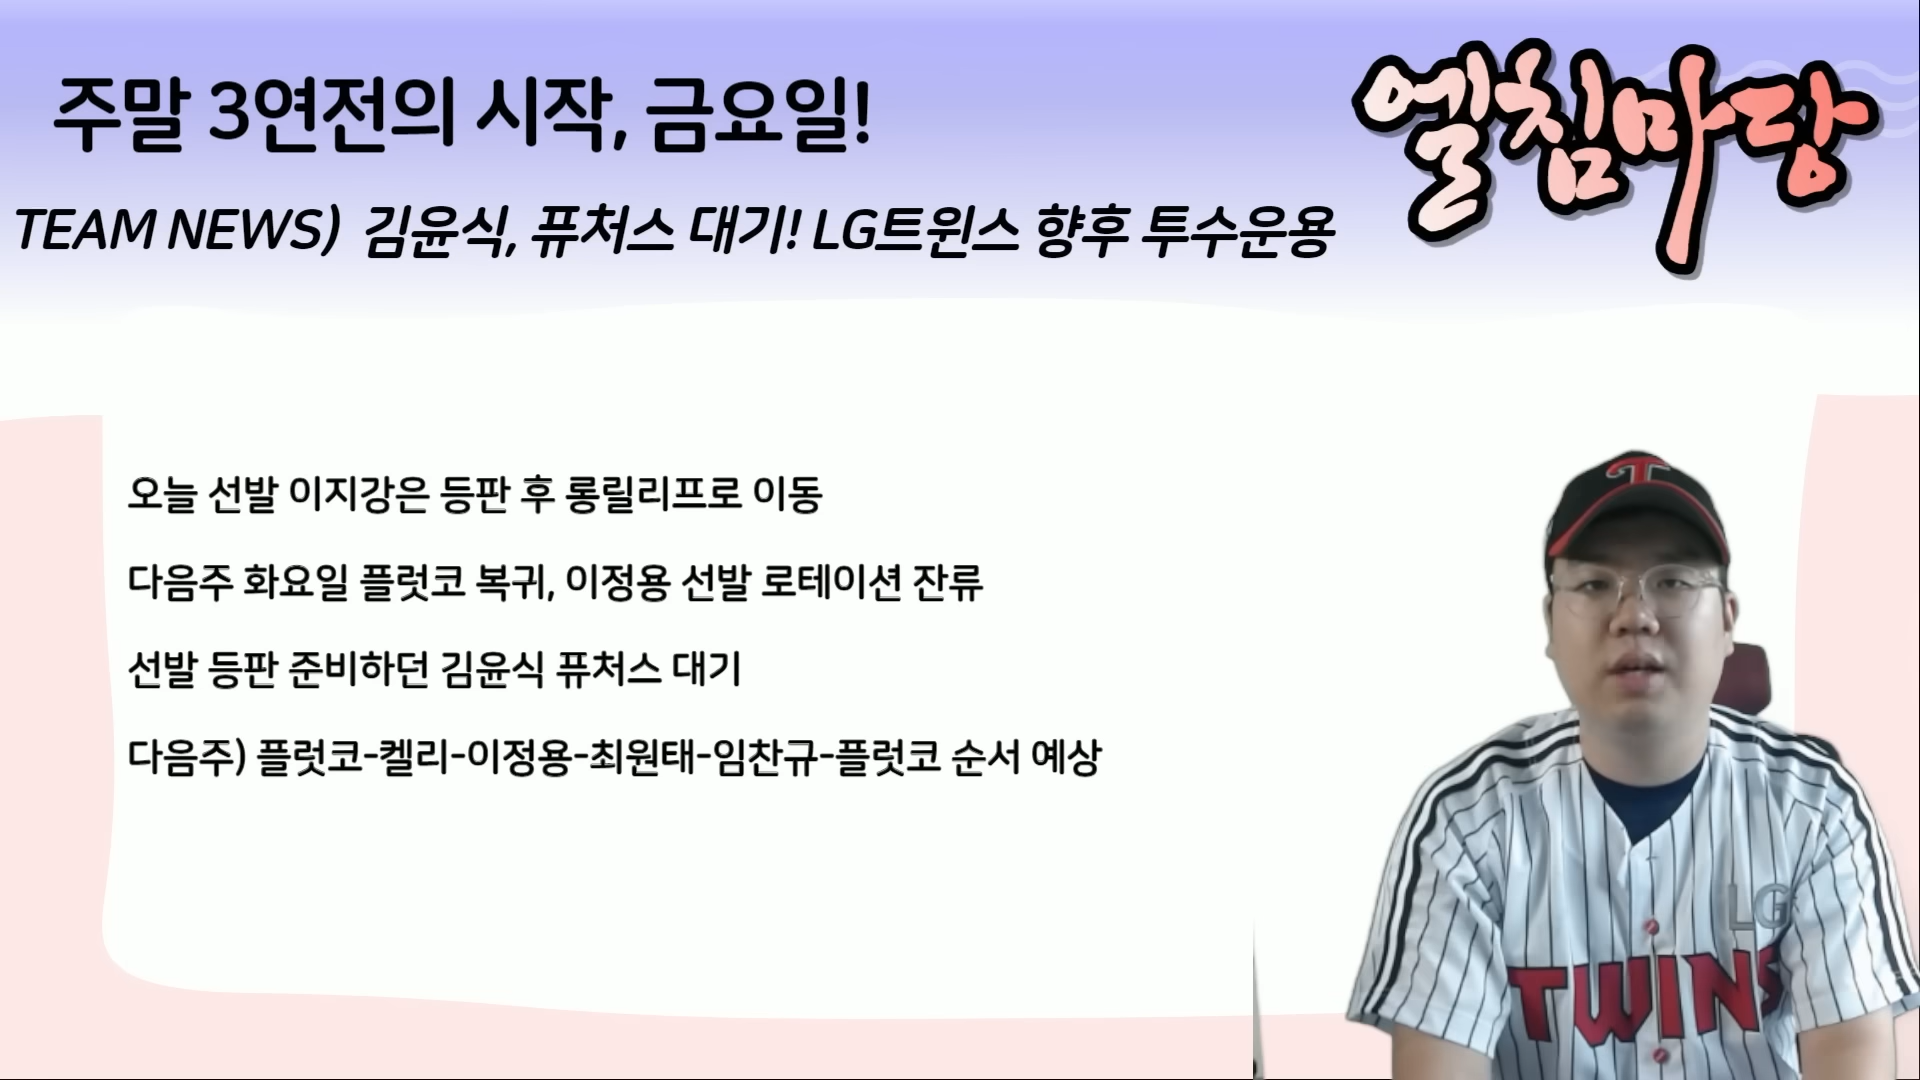 주말 3연전의 시작, 금요일!
엘침마당
TEAM NEWS) 김윤식, 퓨처스 대기! LG트윈스 향후 투수운용
오늘 선발 이지강은 등판 후 롱릴리프로 이동
다음주 화요일 플럿코 복귀, 이정용 선발 로테이션 잔류
선발 등판 준비하던 김윤식 퓨처스 대기
다음주) 플럿코-켈리-이정용-최원태-임찬규-플럿코 순서 예상
T
LG
TWINS